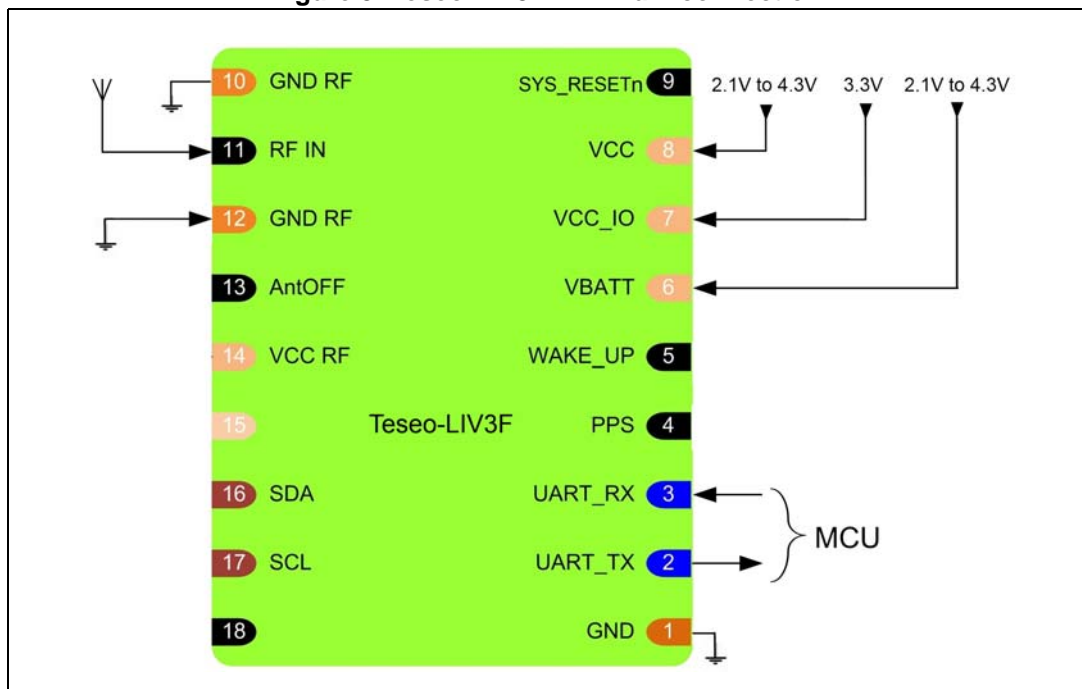 10 GND RF
SYS_RESETn 9
2.1V to 4.3V 3.3V 2.1V to 4.3V
11 RF IN
VCC 8
12 GND RF
VCC_IO 7
13 AntOFF
VBATT 6
14 VCC RF
WAKE_UP 5
15
Teseo-LIV3F
PPS 4
16 SDA
UART_RX 3
MCU
17 SCL
UART_TX 2
18
GND 1